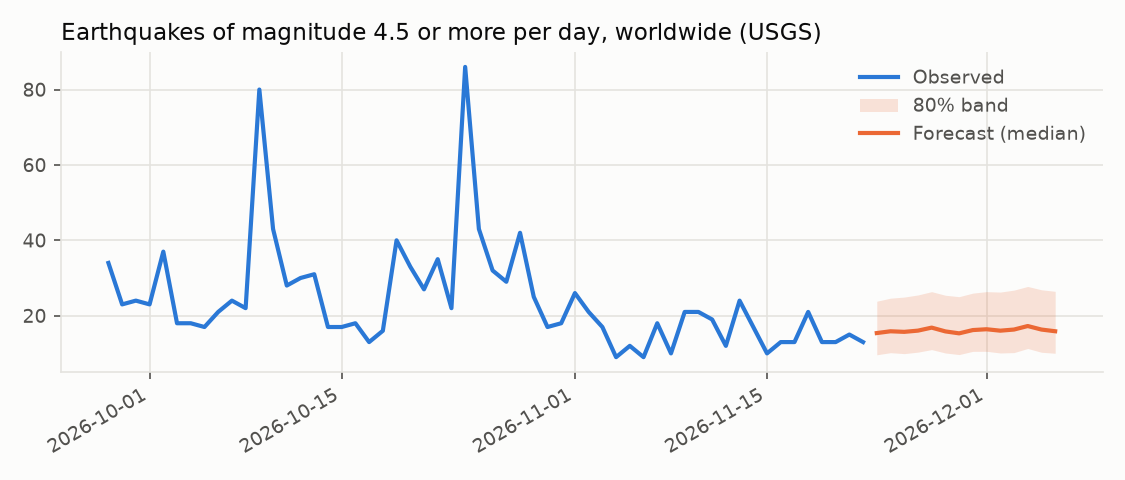 Earthquakes of magnitude 4.5 or more per day, worldwide (USGS)
Observed
80% band
Forecast (median)
80
60
40
20
2026-10-01
2026-10-15
2026-11-01
2026-11-15
2026-12-01